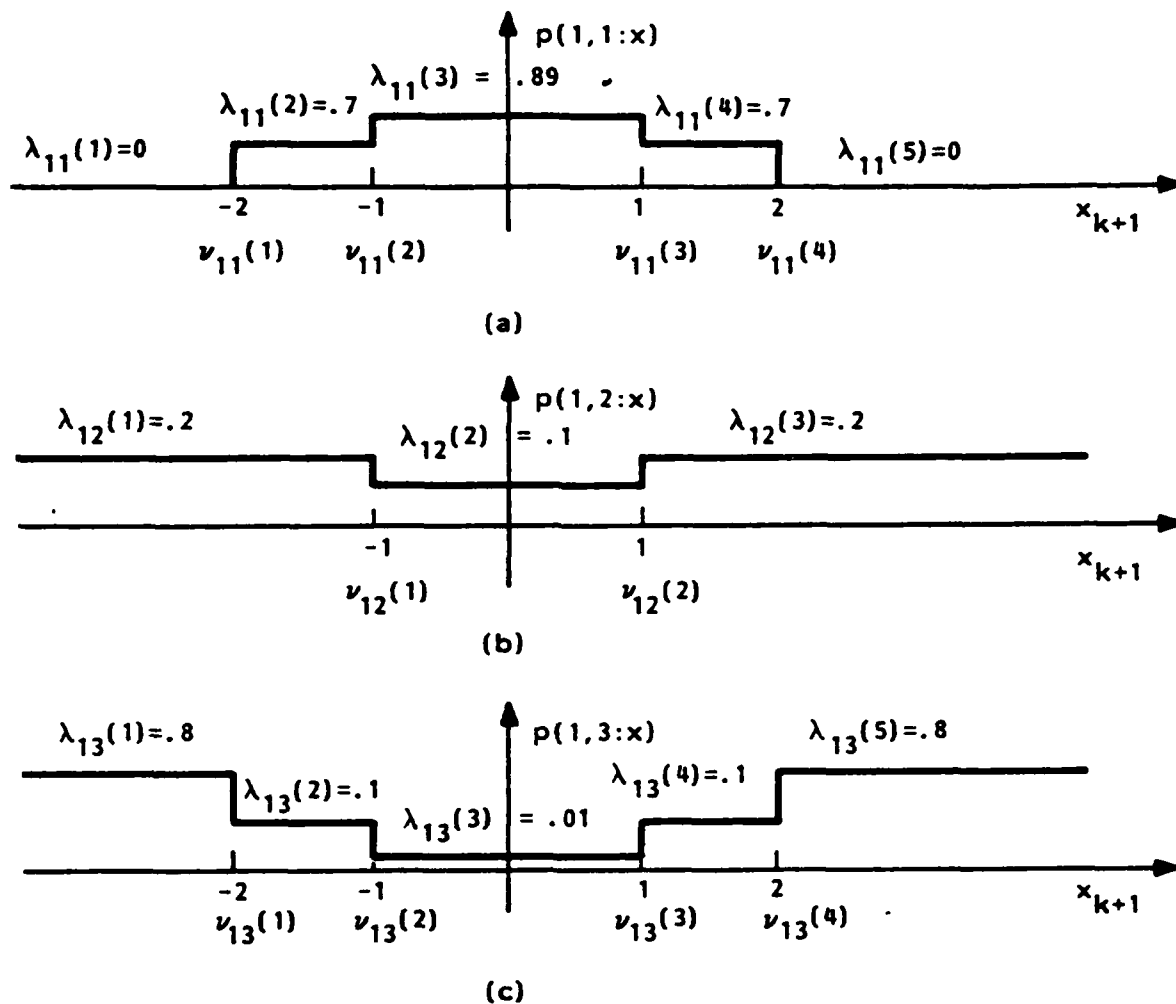 p(1,1:x)
λ₁₁(3) = .89
λ₁₁(2)=.7
λ₁₁(4)=.7
λ₁₁(1)=0
λ₁₁(5)=0
-2 -1 1 2 xₖ₊₁
ν₁₁(1) ν₁₁(2) ν₁₁(3) ν₁₁(4)
(a)
p(1,2:x)
λ₁₂(1)=.2
λ₁₂(2) = .1
λ₁₂(3)=.2
-1 1 xₖ₊₁
ν₁₂(1) ν₁₂(2)
(b)
p(1,3:x)
λ₁₃(1)=.8
λ₁₃(5)=.8
λ₁₃(2)=.1
λ₁₃(4)=.1
λ₁₃(3) = .01
-2 -1 1 2 xₖ₊₁
ν₁₃(1) ν₁₃(2) ν₁₃(3) ν₁₃(4)
(c)